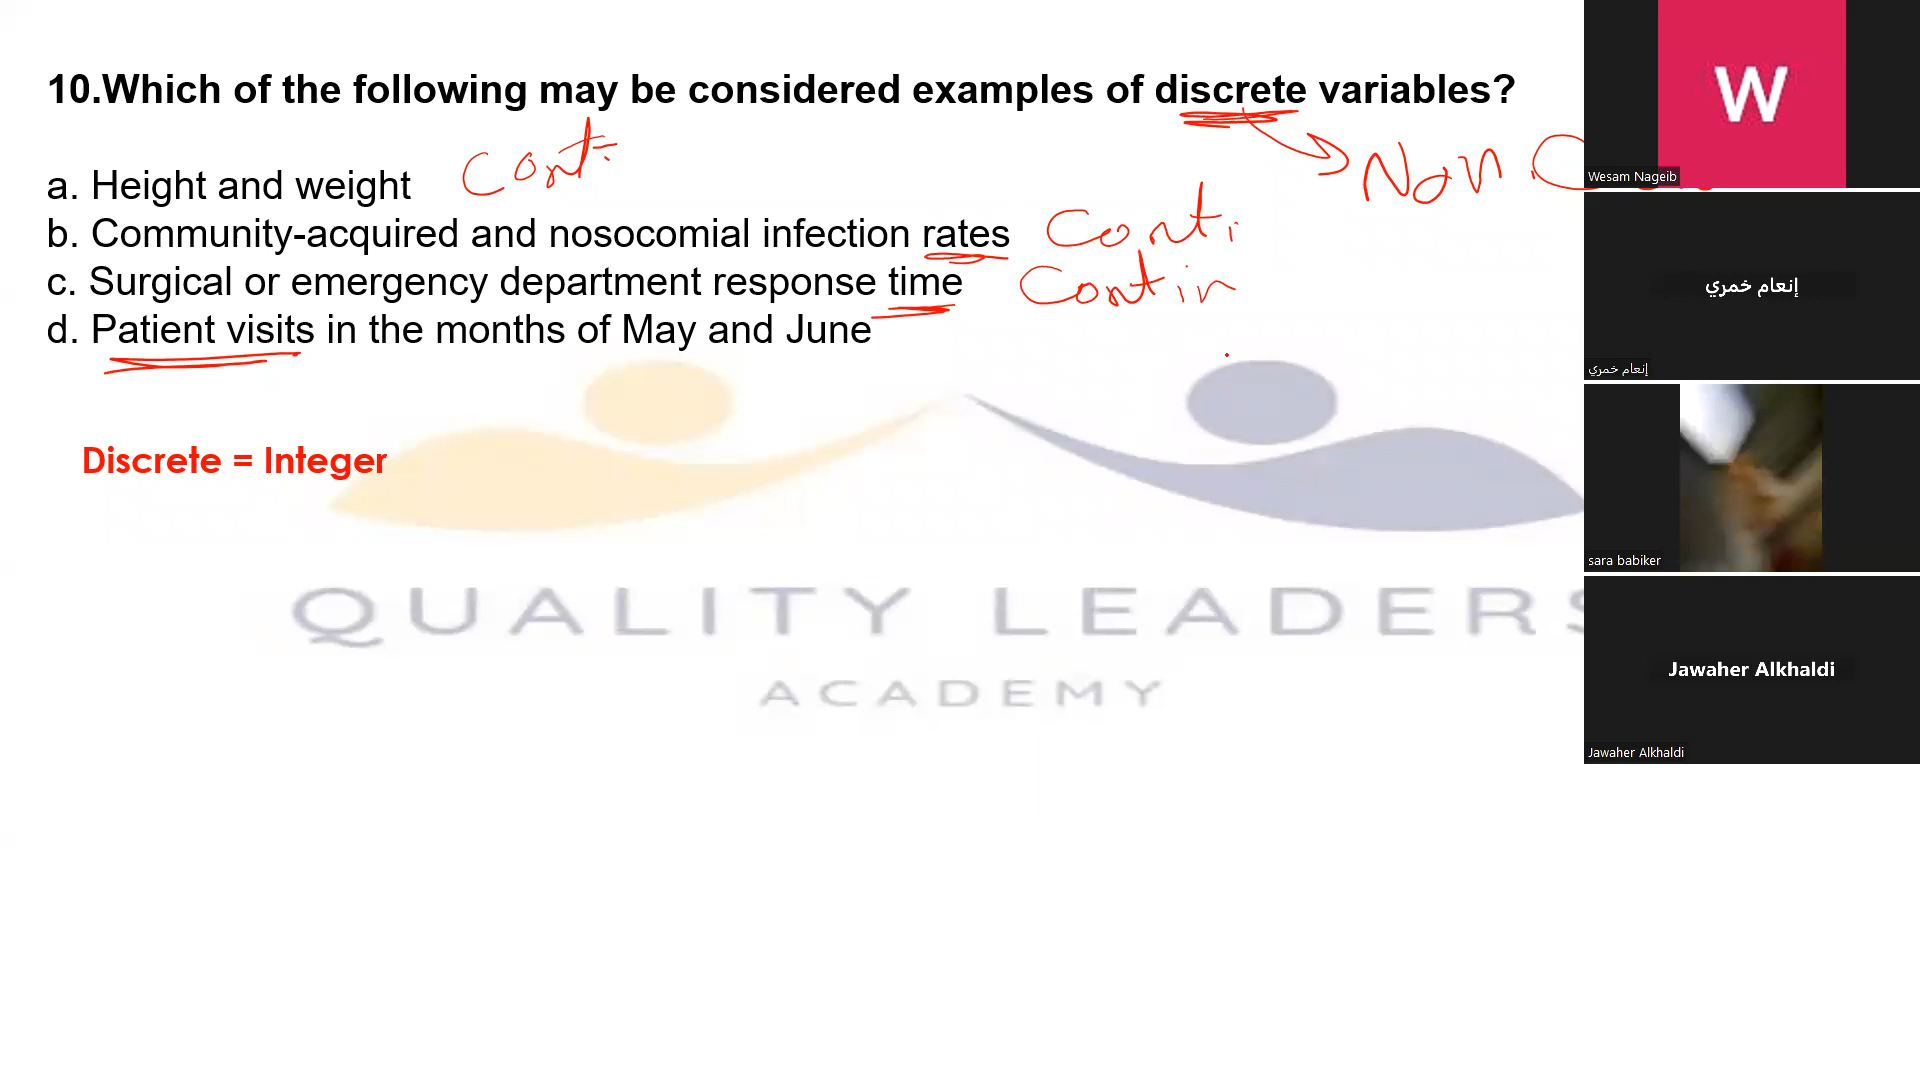 10.Which of the following may be considered examples of discrete variables?
Non.
a. Height and weight Conti
b. Community-acquired and nosocomial infection rates Conti
c. Surgical or emergency department response time Contin
d. Patient visits in the months of May and June
Discrete = Integer
QUALITY LEADERS
ACADEMY
W
Wesam Nageib
إنعام خمري
إنعام خمري
sara babiker
Jawaher Alkhaldi
Jawaher Alkhaldi